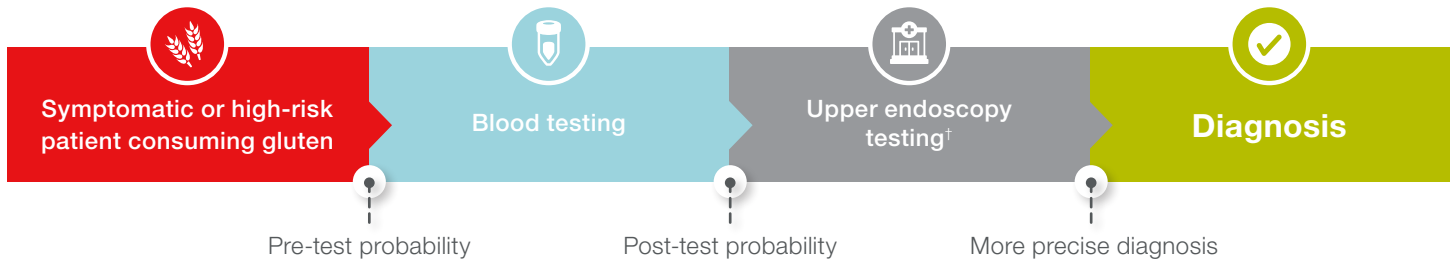 Symptomatic or high-risk
patient consuming gluten
Blood testing
Upper endoscopy
testing†
Diagnosis
Pre-test probability
Post-test probability
More precise diagnosis